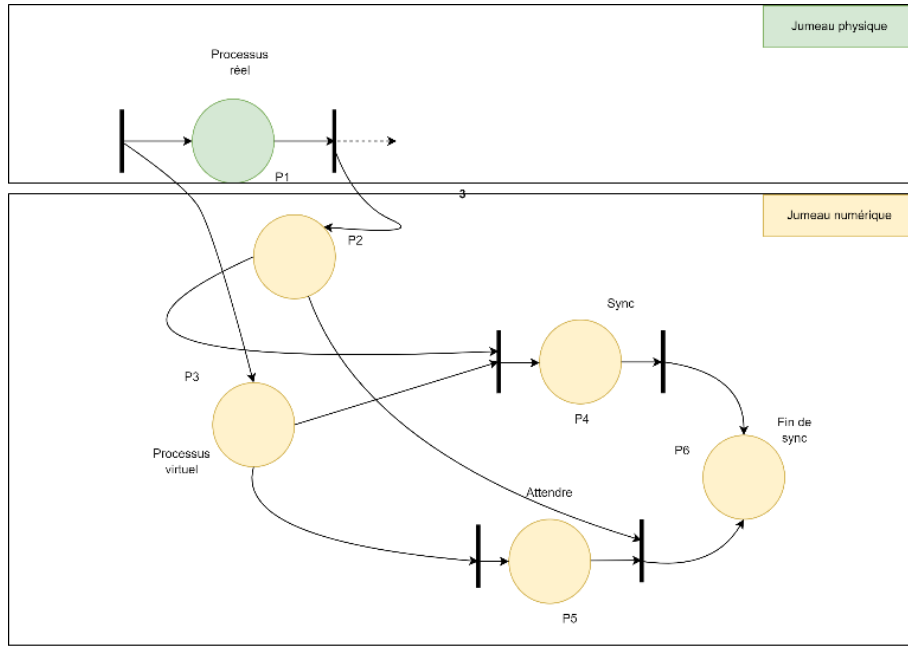 Jumeau physique
Processus
réel
P1
3
Jumeau numérique
P2
Sync
P3
P4
Fin de
sync
P6
Processus
virtuel
Attendre
P5